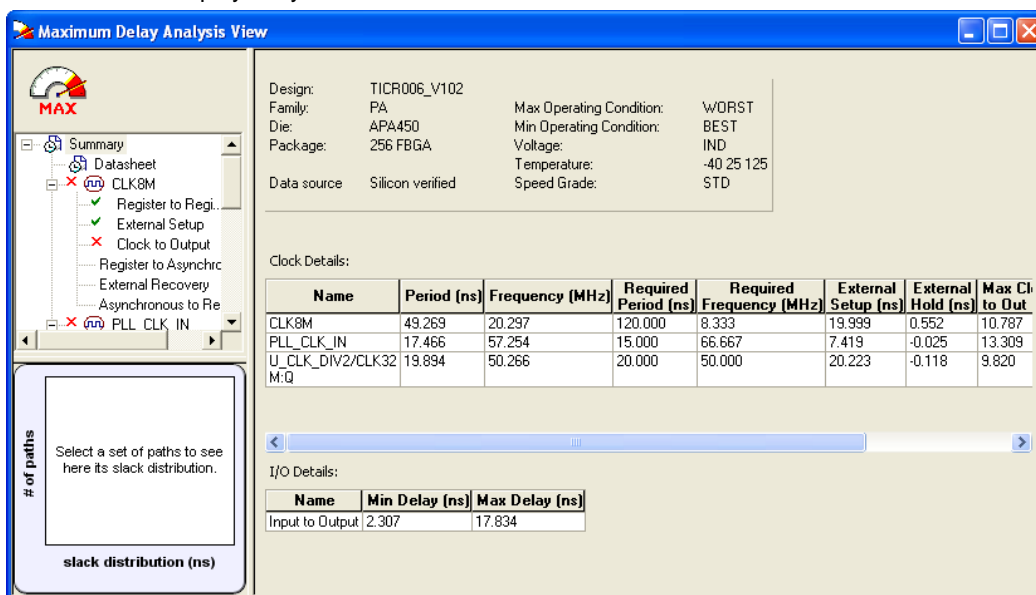 Maximum Delay Analysis View
MAX
Summary
Datasheet
CLK8M
Register to Regi...
External Setup
Clock to Output
Register to Asynchrc
External Recovery
Asynchronous to Re
PLL CLK IN
# of paths
Select a set of paths to see
here its slack distribution.
slack distribution (ns)
Design: TICR006_V102
Family: PA Max Operating Condition: WORST
Die: APA450 Min Operating Condition: BEST
Package: 256 FBGA Voltage: IND
Temperature: -40 25 125
Data source Silicon verified Speed Grade: STD
Clock Details:
Name Period (ns) Frequency (MHz) Required Period (ns) Required Frequency (MHz) External Setup (ns) External Hold (ns) Max Cl to Out
CLK8M 49.269 20.297 120.000 8.333 19.999 0.552 10.787
PLL_CLK_IN 17.466 57.254 15.000 66.667 7.419 -0.025 13.309
U_CLK_DIV2/CLK32M:Q 19.894 50.266 20.000 50.000 20.223 -0.118 9.820
I/O Details:
Name Min Delay (ns) Max Delay (ns)
Input to Output 2.307 17.834